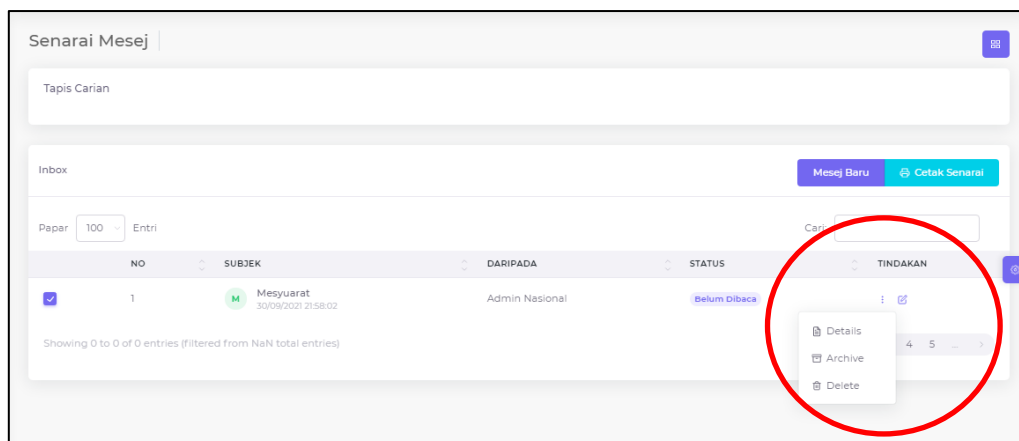 Senarai Mesej
Tapis Carian
Inbox
Mesej Baru
Cetak Senarai
Papar 100 Entri
Cari:
NO SUBJEK DARIPADA STATUS TINDAKAN
1 M Mesyuarat Admin Nasional Belum Dibaca
30/09/2021 21:58:02
Showing 0 to 0 of 0 entries (filtered from NaN total entries)
4 5 ...
Details
Archive
Delete